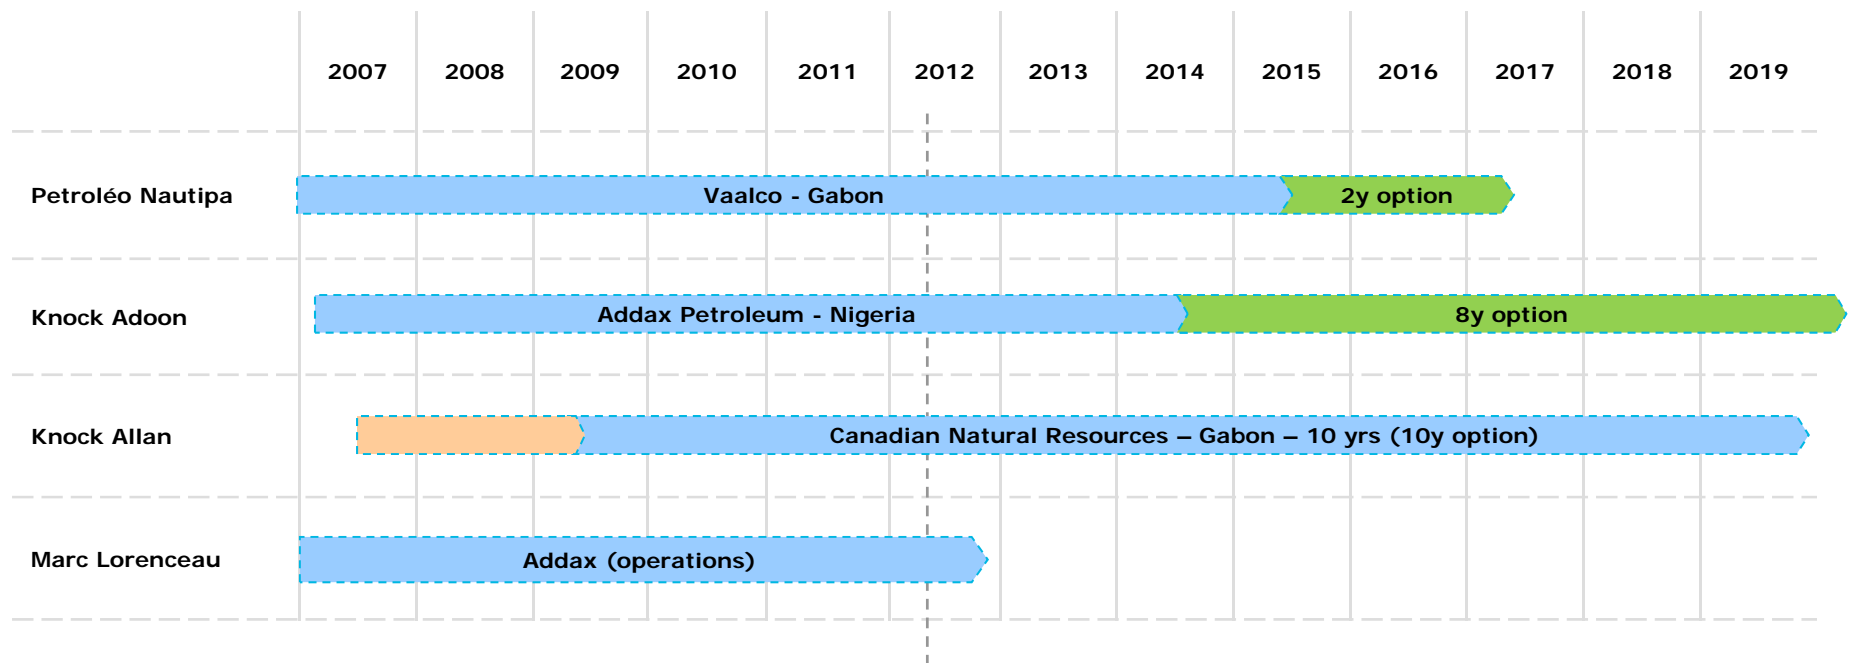 2007 2008 2009 2010 2011 2012 2013 2014 2015 2016 2017 2018 2019
Petroléo Nautipa Vaalco - Gabon 2y option
Knock Adoon Addax Petroleum - Nigeria 8y option
Knock Allan Canadian Natural Resources – Gabon – 10 yrs (10y option)
Marc Lorenceau Addax (operations)